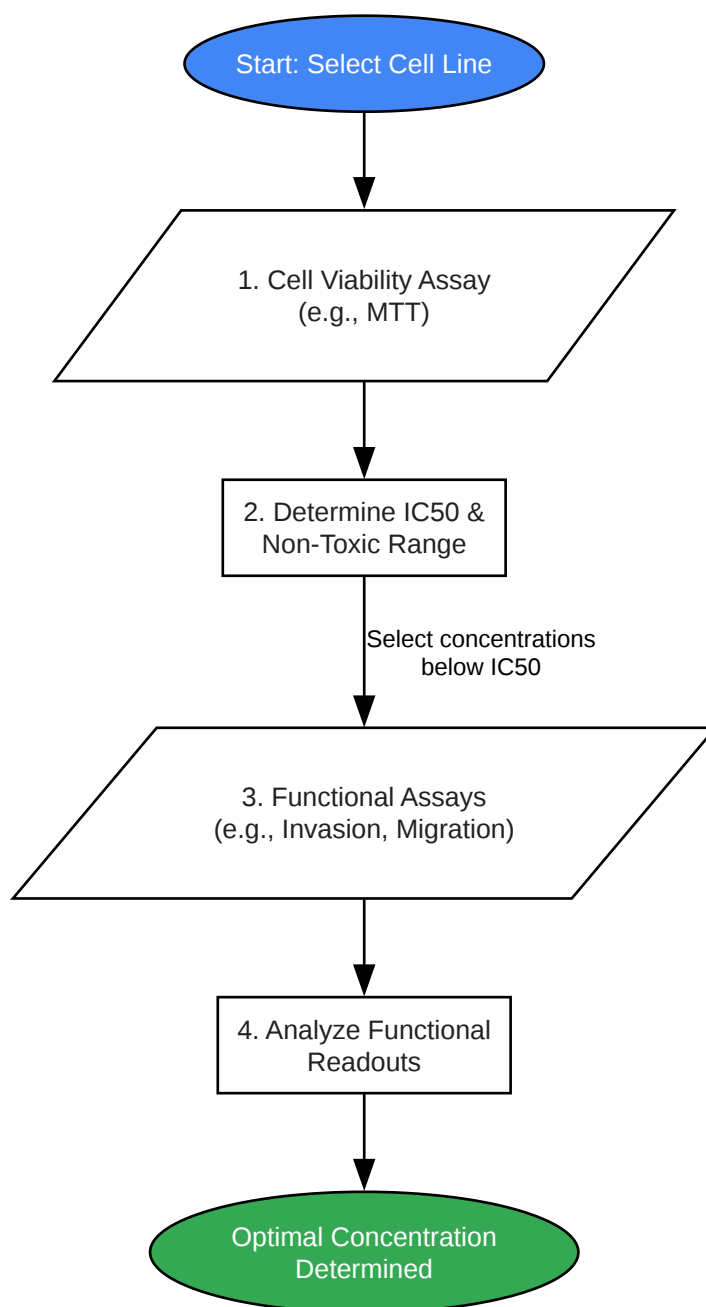 Start: Select Cell Line
1. Cell Viability Assay
(e.g., MTT)
2. Determine IC50 &
Non-Toxic Range
Select concentrations
below IC50
3. Functional Assays
(e.g., Invasion, Migration)
4. Analyze Functional
Readouts
Optimal Concentration
Determined